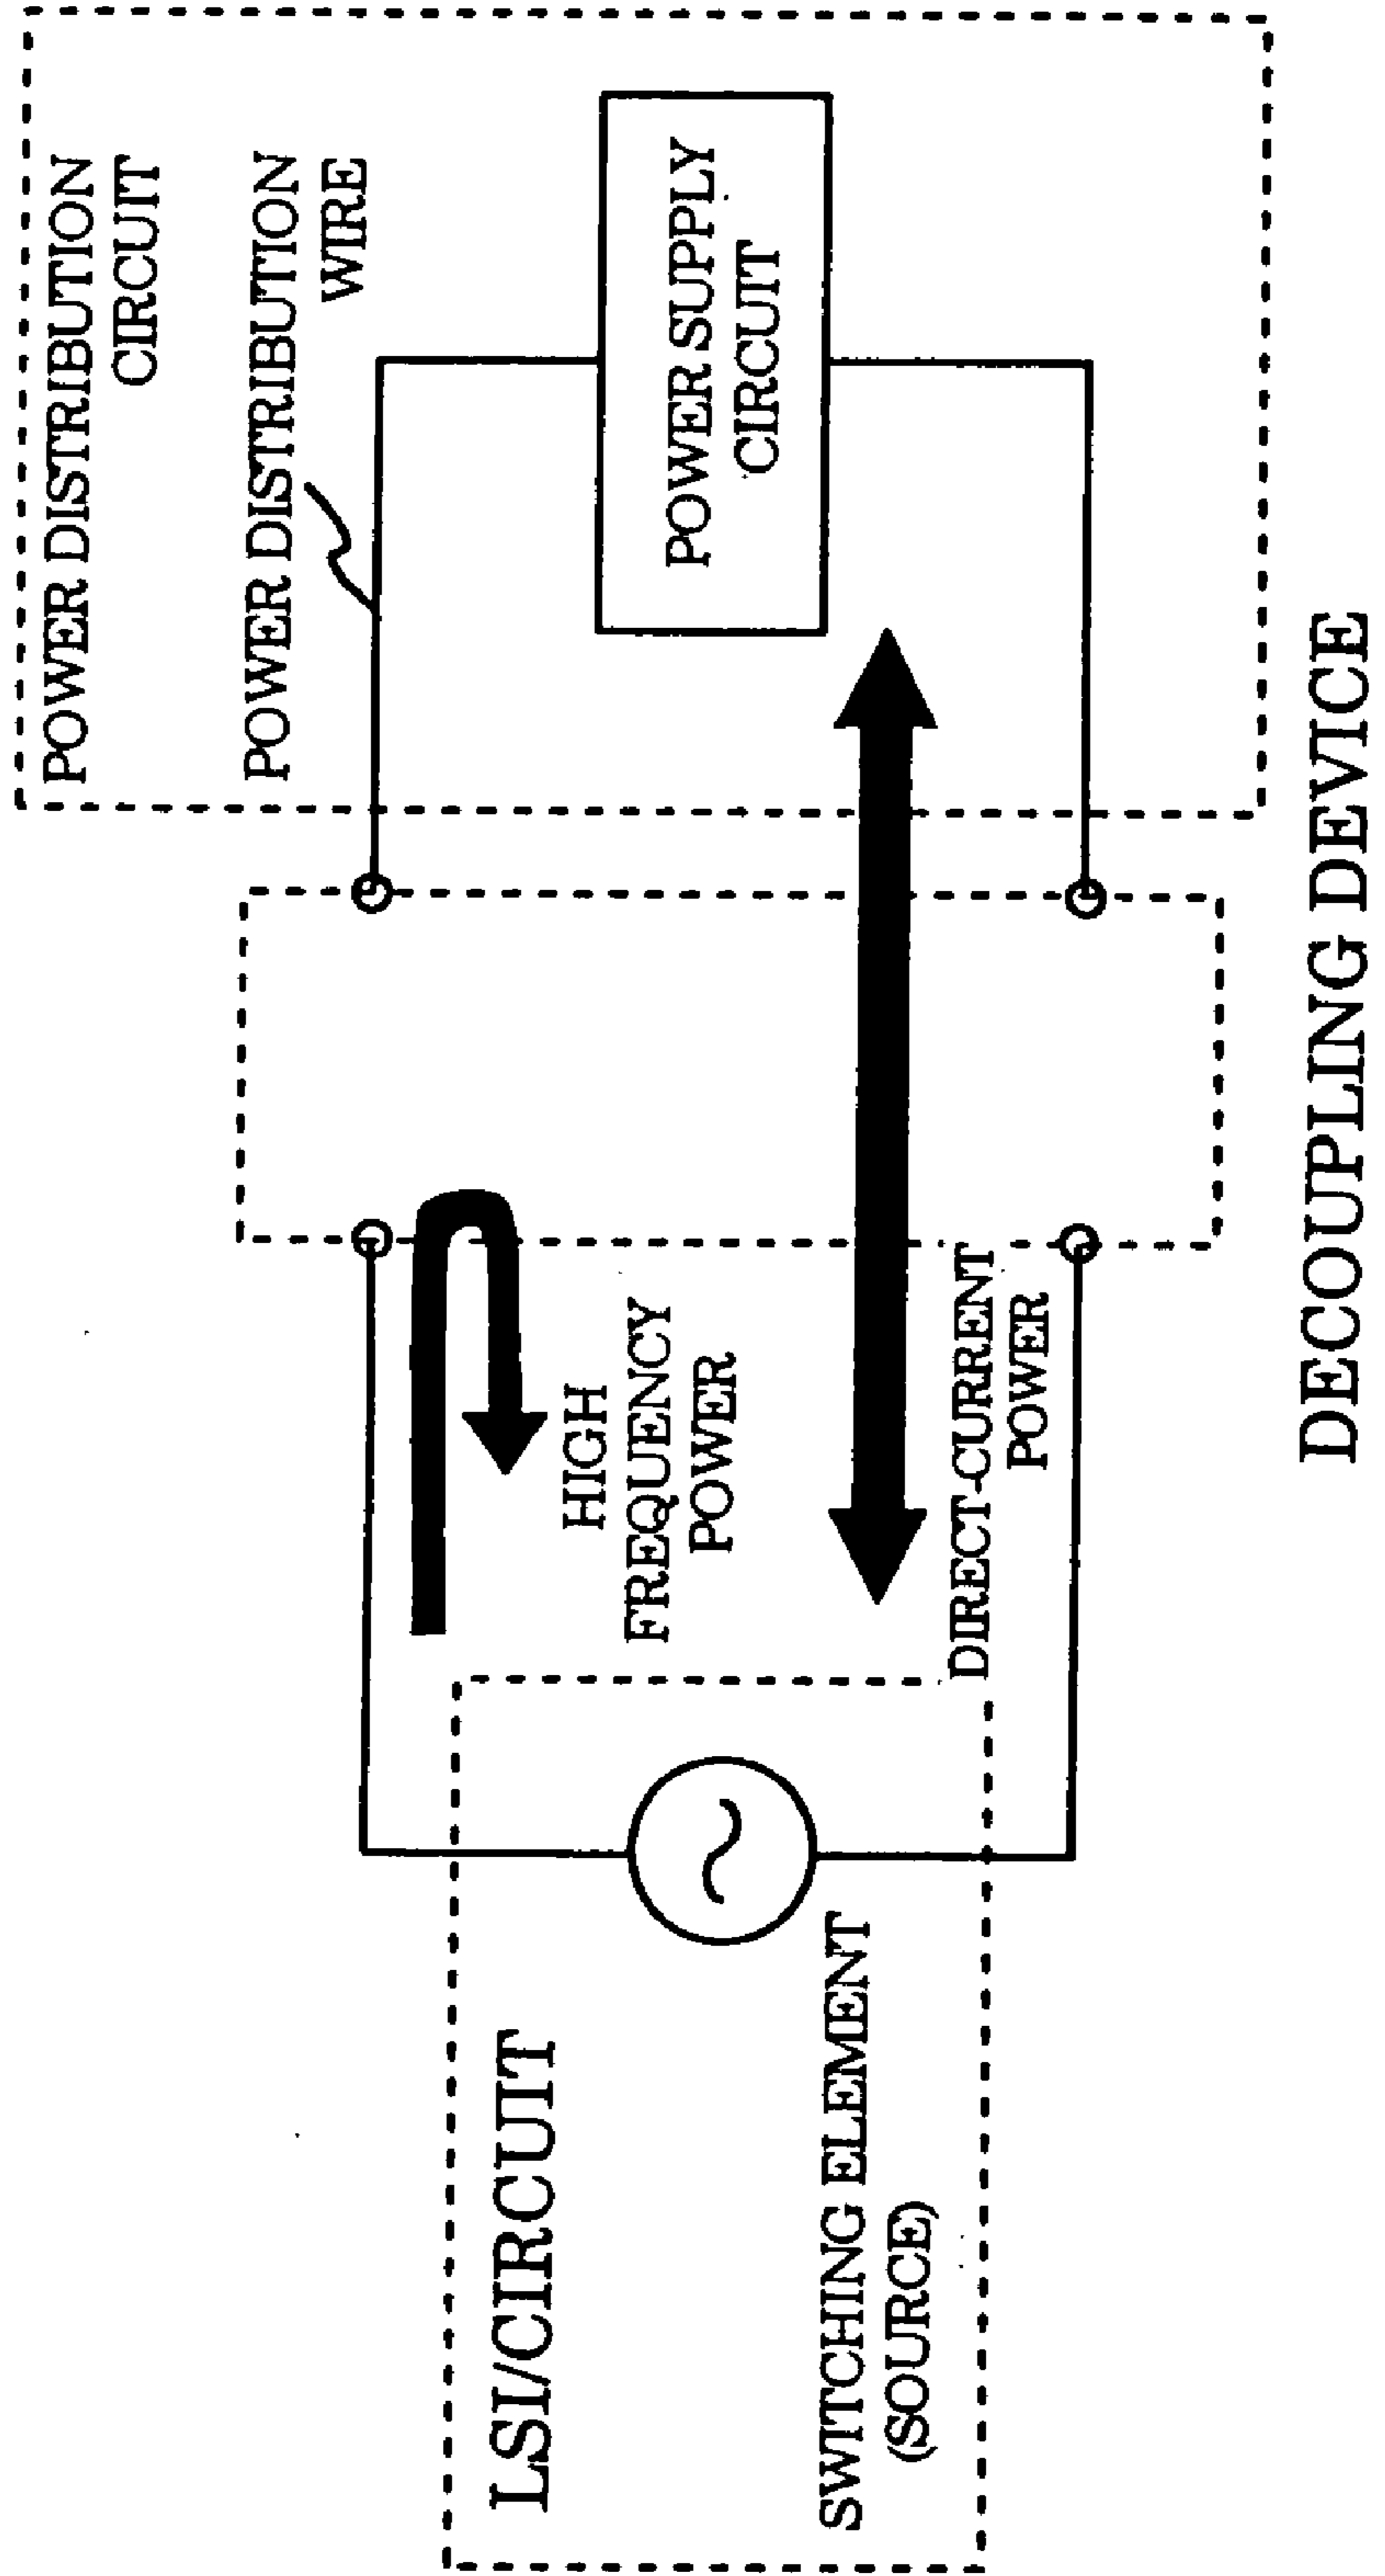 POWER DISTRIBUTION
CIRCUIT
POWER DISTRIBUTION
WIRE
POWER SUPPLY
CIRCUIT
HIGH
FREQUENCY
POWER
DIRECT-CURRENT
POWER
LSI/CIRCUIT
SWITCHING ELEMENT
(SOURCE)
DECOUPLING DEVICE